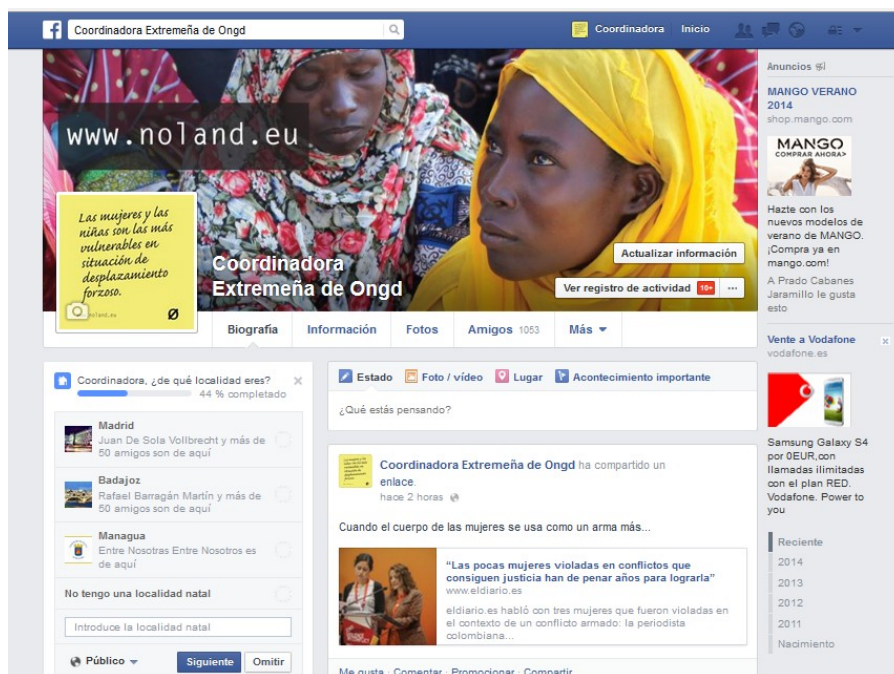 Coordinadora Extremeña de Ongd
Coordinadora Inicio
www.noland.eu
Las mujeres y las
niñas son las más
vulnerables en
situación de
desplazamiento
forzoso.
noland.eu
Coordinadora
Extremeña de Ongd
Actualizar información
Ver registro de actividad 10+ ...
Biografía Información Fotos Amigos 1053 Más
Coordinadora, ¿de qué localidad eres?
44 % completado
Madrid
Juan De Sola Vollbrecht y más de
50 amigos son de aquí
Badajoz
Rafael Barragán Martín y más de
50 amigos son de aquí
Managua
Entre Nosotras Entre Nosotros es
de aquí
No tengo una localidad natal
Introduce la localidad natal
Público Siguiente Omitir
Estado Foto / vídeo Lugar Acontecimiento importante
¿Qué estás pensando?
Coordinadora Extremeña de Ongd ha compartido un
enlace.
hace 2 horas
Cuando el cuerpo de las mujeres se usa como un arma más...
“Las pocas mujeres violadas en conflictos que
consiguen justicia han de penar años para lograrla”
www.eldiario.es
eldiario.es habló con tres mujeres que fueron violadas en
el contexto de un conflicto armado: la periodista
colombiana...
Me gusta · Comentar · Promocionar · Compartir
Anuncios
MANGO VERANO
2014
shop.mango.com
MANGO
COMPRAR AHORA>
Hazte con los
nuevos modelos de
verano de MANGO.
¡Compra ya en
mango.com!
A Prado Cabanes
Jaramillo le gusta
esto
Vente a Vodafone
vodafone.es
Samsung Galaxy S4
por 0EUR,con
llamadas ilimitadas
con el plan RED.
Vodafone. Power to
you
Reciente
2014
2013
2012
2011
Nacimiento